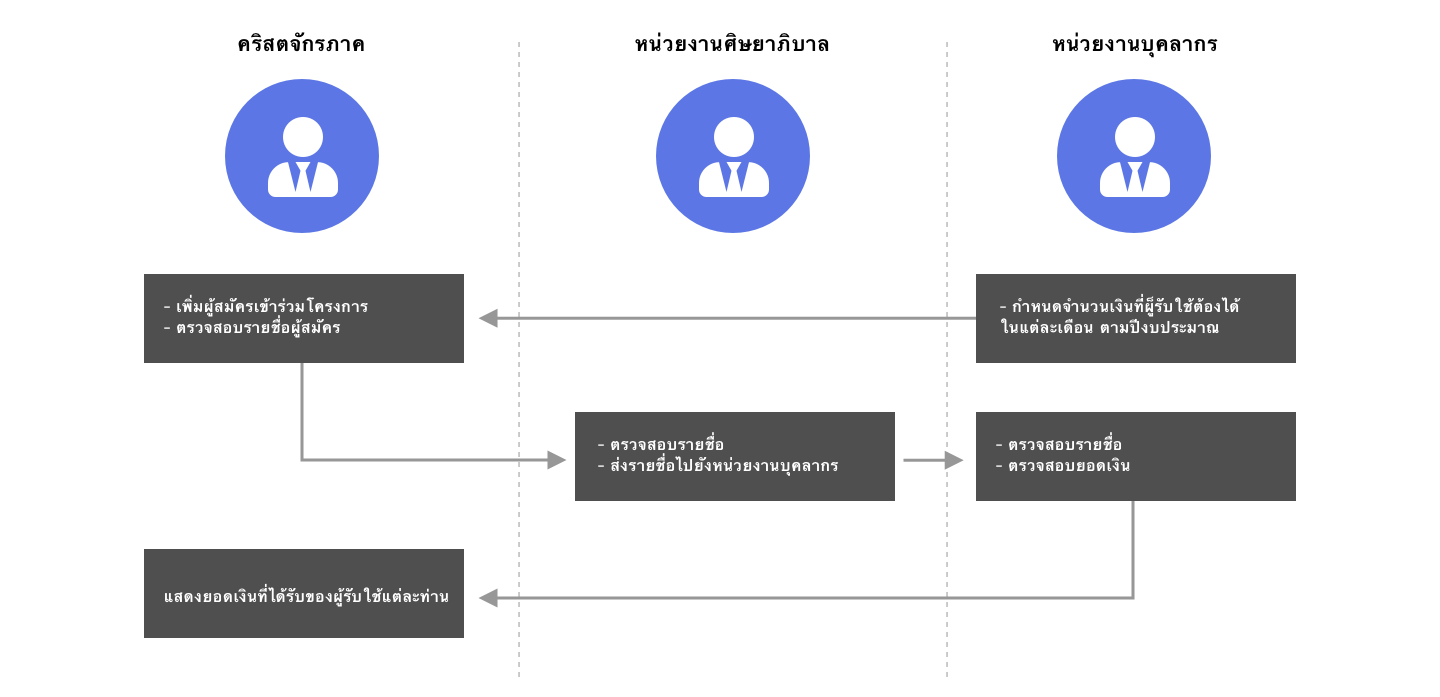 คริสตจักรภาค
หน่วยงานศิษยาภิบาล
หน่วยงานบุคลากร
- เพิ่มผู้สมัครเข้าร่วมโครงการ
- ตรวจสอบรายชื่อผู้สมัคร
- กำหนดจำนวนเงินที่ผู้รับใช้ต้องได้
ในแต่ละเดือน ตามปีงบประมาณ
- ตรวจสอบรายชื่อ
- ส่งรายชื่อไปยังหน่วยงานบุคลากร
- ตรวจสอบรายชื่อ
- ตรวจสอบยอดเงิน
แสดงยอดเงินที่ได้รับของผู้รับใช้แต่ละท่าน